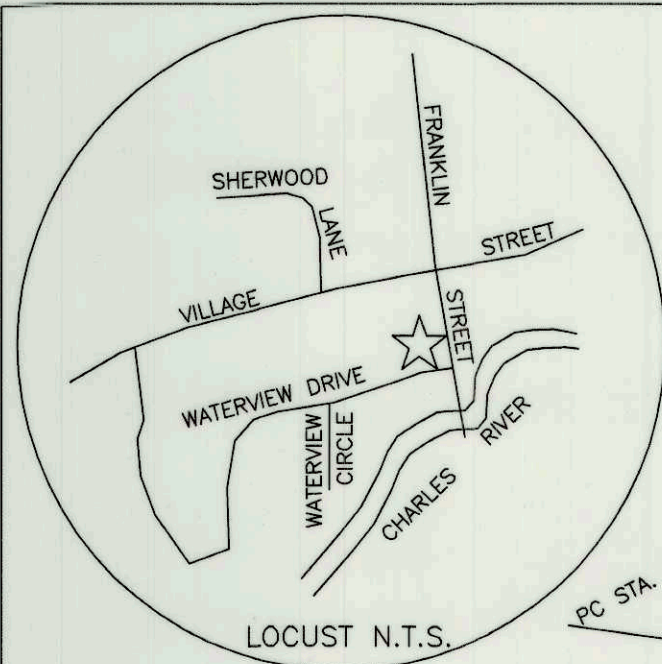 FRANKLIN
STREET
SHERWOOD
LANE
VILLAGE
STREET
WATERVIEW DRIVE
WATERVIEW
CIRCLE
CHARLES
RIVER
LOCUST N.T.S.
PC STA.